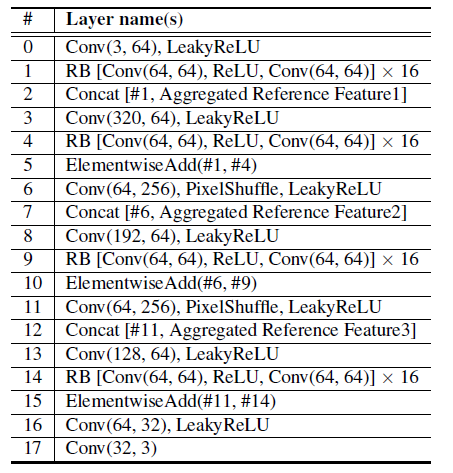 # Layer name(s)
0 Conv(3, 64), LeakyReLU
1 RB [Conv(64, 64), ReLU, Conv(64, 64)] × 16
2 Concat [#1, Aggregated Reference Feature1]
3 Conv(320, 64), LeakyReLU
4 RB [Conv(64, 64), ReLU, Conv(64, 64)] × 16
5 ElementwiseAdd(#1, #4)
6 Conv(64, 256), PixelShuffle, LeakyReLU
7 Concat [#6, Aggregated Reference Feature2]
8 Conv(192, 64), LeakyReLU
9 RB [Conv(64, 64), ReLU, Conv(64, 64)] × 16
10 ElementwiseAdd(#6, #9)
11 Conv(64, 256), PixelShuffle, LeakyReLU
12 Concat [#11, Aggregated Reference Feature3]
13 Conv(128, 64), LeakyReLU
14 RB [Conv(64, 64), ReLU, Conv(64, 64)] × 16
15 ElementwiseAdd(#11, #14)
16 Conv(64, 32), LeakyReLU
17 Conv(32, 3)